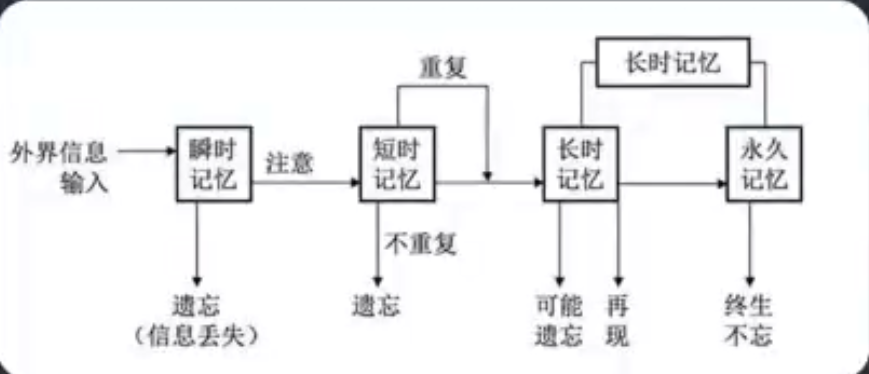 长时记忆
重复
外界信息
输入
瞬时
记忆
注意
短时
记忆
长时
记忆
永久
记忆
不重复
遗忘
（信息丢失）
遗忘
可能
遗忘
再
现
终生
不忘